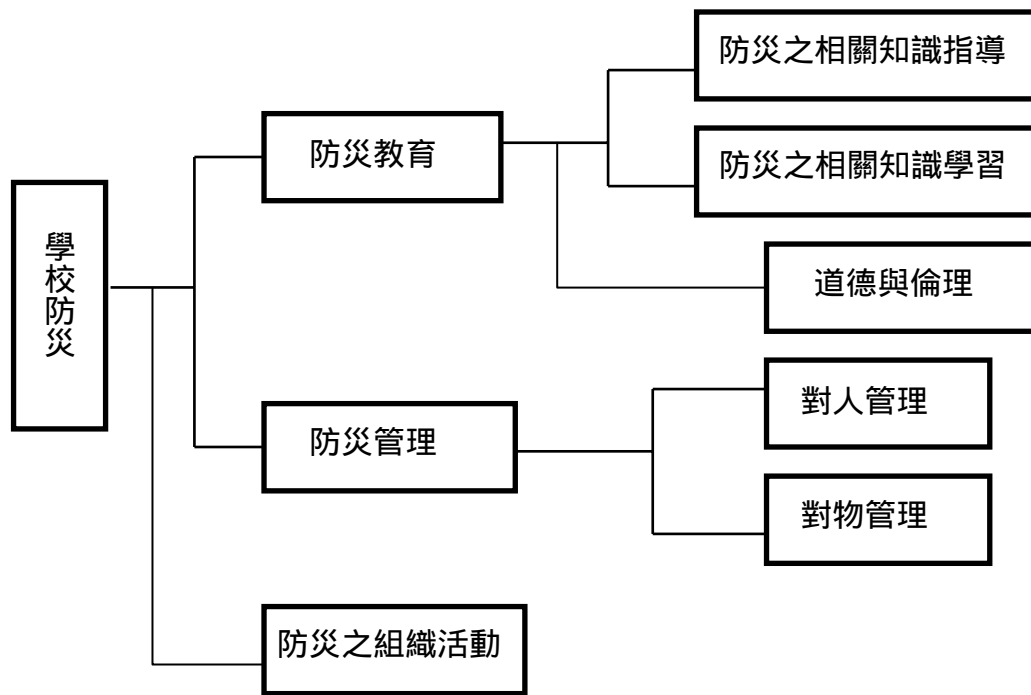 學校防災
防災教育
防災之相關知識指導
防災之相關知識學習
道德與倫理
防災管理
對人管理
對物管理
防災之組織活動